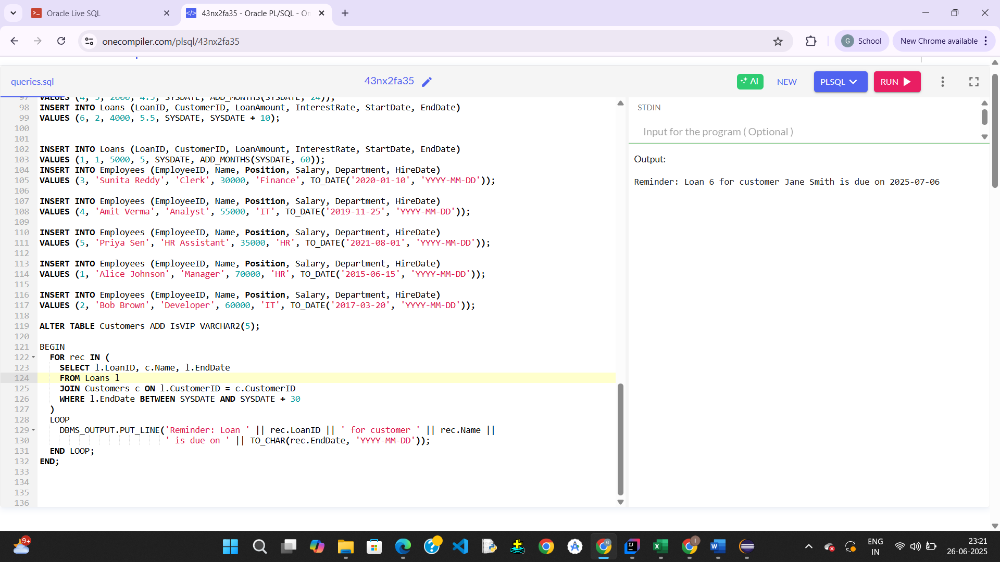 Oracle Live SQL
43nx2fa35 - Oracle PL/SQL - On
onecompiler.com/plsql/43nx2fa35
G School
New Chrome available
queries.sql
43nx2fa35
AI
NEW
PLSQL
RUN
97 VALUES (4, 5, 2000, 4.5, SYSDATE, ADD_MONTHS(SYSDATE, 24));
98 INSERT INTO Loans (LoanID, CustomerID, LoanAmount, InterestRate, StartDate, EndDate)
99 VALUES (6, 2, 4000, 5.5, SYSDATE, SYSDATE + 10);
100
101
102 INSERT INTO Loans (LoanID, CustomerID, LoanAmount, InterestRate, StartDate, EndDate)
103 VALUES (1, 1, 5000, 5, SYSDATE, ADD_MONTHS(SYSDATE, 60));
104 INSERT INTO Employees (EmployeeID, Name, Position, Salary, Department, HireDate)
105 VALUES (3, 'Sunita Reddy', 'Clerk', 30000, 'Finance', TO_DATE('2020-01-10', 'YYYY-MM-DD'));
106
107 INSERT INTO Employees (EmployeeID, Name, Position, Salary, Department, HireDate)
108 VALUES (4, 'Amit Verma', 'Analyst', 55000, 'IT', TO_DATE('2019-11-25', 'YYYY-MM-DD'));
109
110 INSERT INTO Employees (EmployeeID, Name, Position, Salary, Department, HireDate)
111 VALUES (5, 'Priya Sen', 'HR Assistant', 35000, 'HR', TO_DATE('2021-08-01', 'YYYY-MM-DD'));
112
113 INSERT INTO Employees (EmployeeID, Name, Position, Salary, Department, HireDate)
114 VALUES (1, 'Alice Johnson', 'Manager', 70000, 'HR', TO_DATE('2015-06-15', 'YYYY-MM-DD'));
115
116 INSERT INTO Employees (EmployeeID, Name, Position, Salary, Department, HireDate)
117 VALUES (2, 'Bob Brown', 'Developer', 60000, 'IT', TO_DATE('2017-03-20', 'YYYY-MM-DD'));
118
119 ALTER TABLE Customers ADD IsVIP VARCHAR2(5);
120
121 BEGIN
122 FOR rec IN (
123 SELECT l.LoanID, c.Name, l.EndDate
124 FROM Loans l
125 JOIN Customers c ON l.CustomerID = c.CustomerID
126 WHERE l.EndDate BETWEEN SYSDATE AND SYSDATE + 30
127 )
128 LOOP
129 DBMS_OUTPUT.PUT_LINE('Reminder: Loan ' || rec.LoanID || ' for customer ' || rec.Name ||
130 ' is due on ' || TO_CHAR(rec.EndDate, 'YYYY-MM-DD'));
131 END LOOP;
132 END;
133
134
135
136
STDIN
Input for the program ( Optional )
Output:
Reminder: Loan 6 for customer Jane Smith is due on 2025-07-06
9+
ENG
IN
23:21
26-06-2025